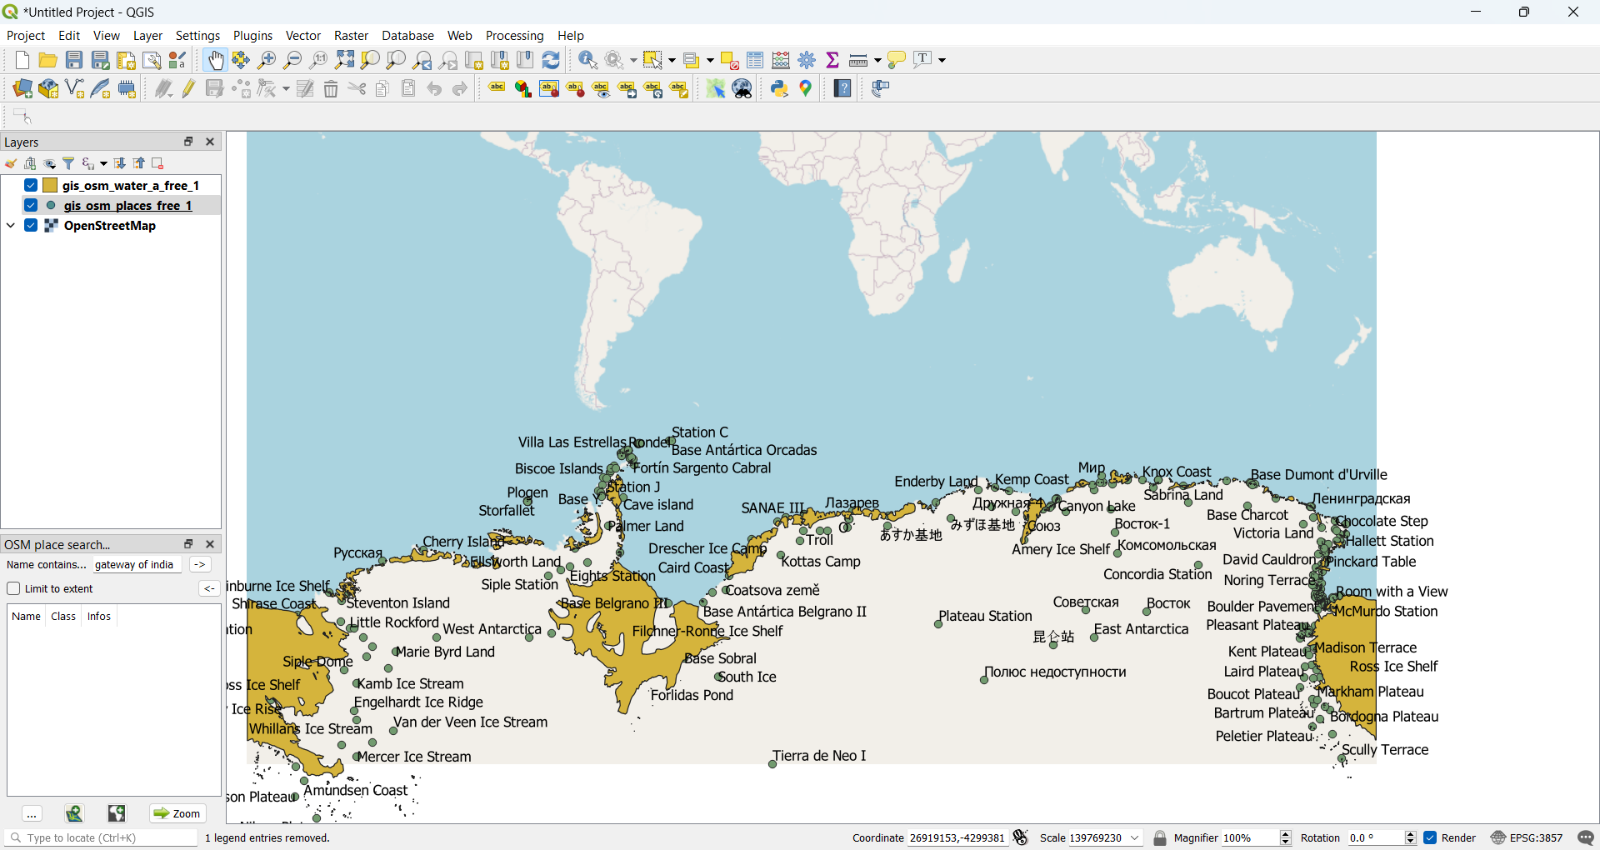 *Untitled Project - QGIS
Project Edit View Layer Settings Plugins Vector Raster Database Web Processing Help
Layers
gis_osm_water_a_free_1
gis_osm_places_free_1
OpenStreetMap
OSM place search...
Name contains... gateway of india ->
Limit to extent <-
Name Class Infos
... Zoom
Station C
Villa Las Estrellas Rondel
Base Antártica Orcadas
Biscoe Islands Fortín Sargento Cabral
Plogen Station J
Base Y Cave island
Storfallet
Palmer Land
Cherry Island
Русская Ellsworth Land
Siple Station Eights Station
SANAE III Лазарев
Drescher Ice Camp Troll
Caird Coast Kottas Camp
Coatsova země
Enderby Land Kemp Coast Мир Knox Coast Base Dumont d'Urville
Дружная-4 Canyon Lake Sabrina Land Ленинградская
みずほ基地 Союз Восток-1 Base Charcot Chocolate Step
あすか基地 Victoria Land Hallett Station
Amery Ice Shelf Комсомольская David Cauldron Pinckard Table
Concordia Station Noring Terrace
Room with a View
inburne Ice Shelf
Shirase Coast Steventon Island
Base Belgrano III
Base Antártica Belgrano II
Советская Восток Boulder Pavement McMurdo Station
Little Rockford West Antarctica
Filchner-Ronne Ice Shelf
Plateau Station
昆仑站 East Antarctica
Pleasant Plateau
Marie Byrd Land
Siple Dome
Base Sobral
South Ice
Полюс недоступности
Kent Plateau Madison Terrace
Laird Plateau Ross Ice Shelf
oss Ice Shelf Kamb Ice Stream
Forlidas Pond
Boucot Plateau Markham Plateau
Ice Rise Engelhardt Ice Ridge
Bartrum Plateau Bordogna Plateau
Whillans Ice Stream Van der Veen Ice Stream
Peletier Plateau
Mercer Ice Stream Tierra de Neo I Scully Terrace
son Plateau Amundsen Coast
Type to locate (Ctrl+K) 1 legend entries removed. Coordinate 26919153,-4299381 Scale 139769230 Magnifier 100% Rotation 0.0 ° Render EPSG:3857